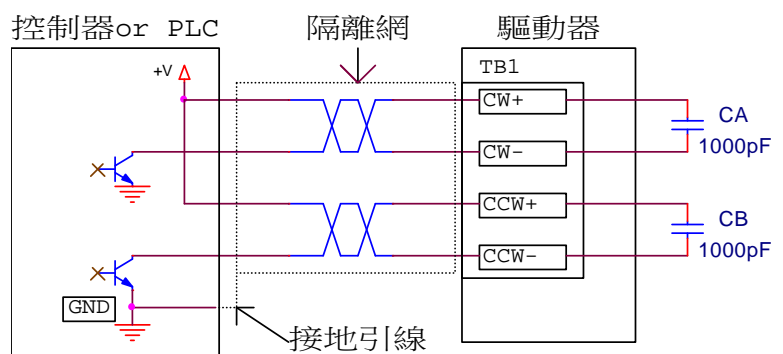 控制器or PLC
隔離網
驅動器
+V
TB1
CW+
CA
1000pF
CW-
CCW+
CB
1000pF
CCW-
GND
接地引線